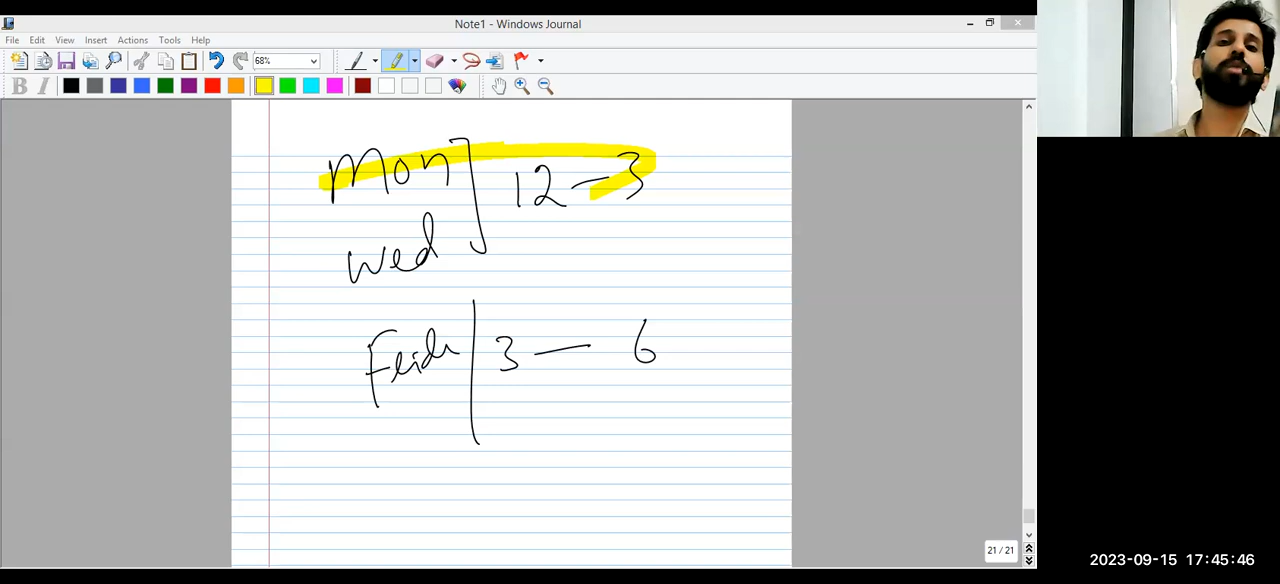 Note1 - Windows Journal
File Edit View Insert Actions Tools Help
68%
B I
Mon] 12 - 3
Wed
3 — 6
21 / 21
2023-09-15 17:45:46